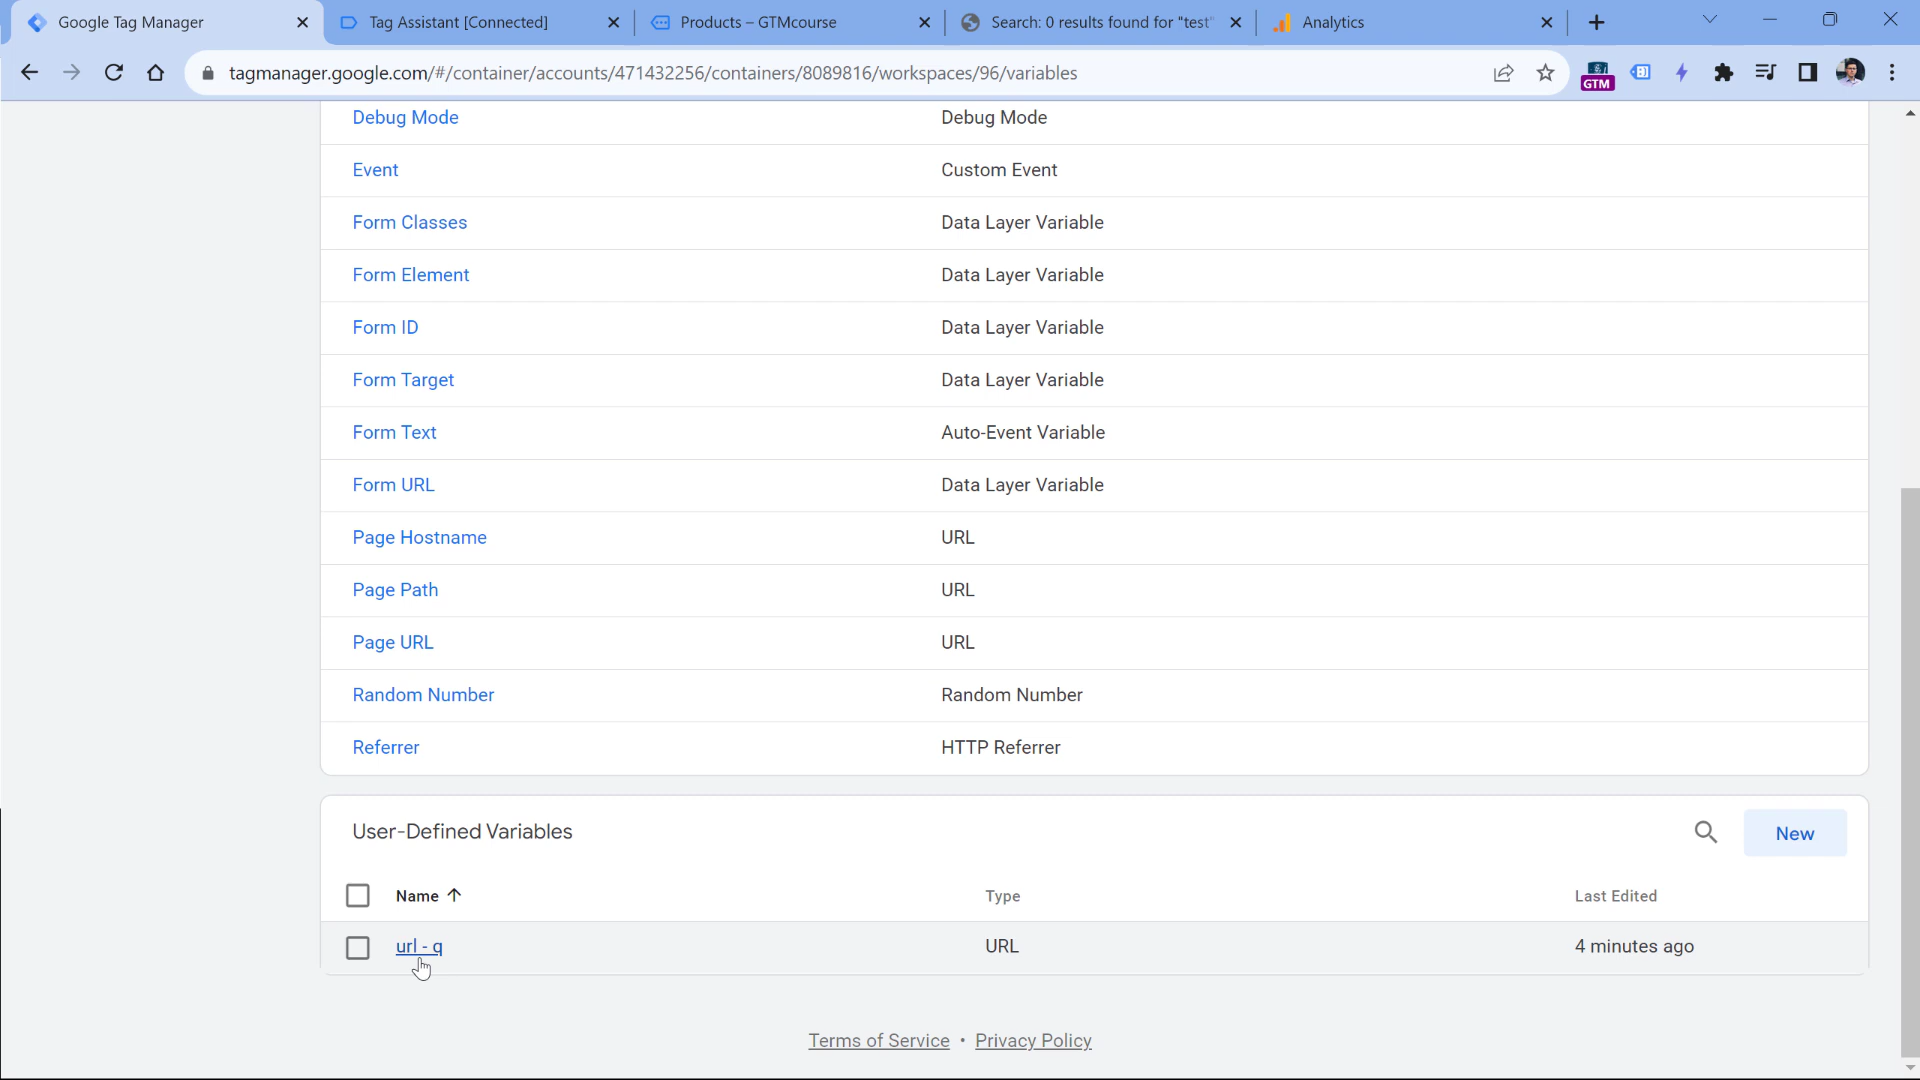 Google Tag Manager
Tag Assistant [Connected]
Products – GTMcourse
Search: 0 results found for "test"
Analytics
tagmanager.google.com/#/container/accounts/471432256/containers/8089816/workspaces/96/variables
GTM
Debug Mode Debug Mode
Event Custom Event
Form Classes Data Layer Variable
Form Element Data Layer Variable
Form ID Data Layer Variable
Form Target Data Layer Variable
Form Text Auto-Event Variable
Form URL Data Layer Variable
Page Hostname URL
Page Path URL
Page URL URL
Random Number Random Number
Referrer HTTP Referrer
User-Defined Variables New
Name Type Last Edited
url - q URL 4 minutes ago
Terms of Service • Privacy Policy